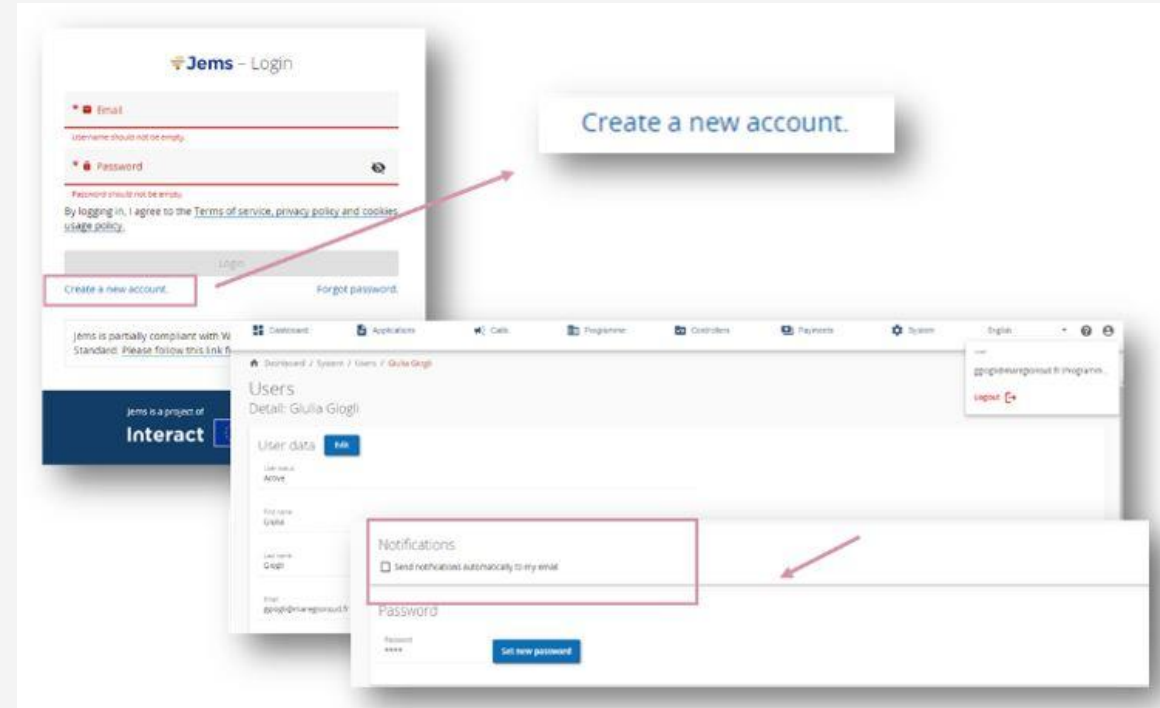 Jems – Login
* Email
Username should not be empty.
* Password
Password should not be empty.
By logging in, I agree to the Terms of service, privacy policy and cookies
usage policy.
Login
Create a new account.
Forgot password.
Jems is partially compliant with W
Standard. Please follow this link f
Jems is a project of
Interact
Create a new account.
Dashboard
Applications
Calls
Programme
Controllers
Payments
System
English
Dashboard / System / Users / Giulia Giogli
Users
Detail: Giulia Giogli
Logout
User data
Edit
User status
Active
First name
Giulia
Last name
Giogli
Email
Notifications
Send notifications automatically to my email
Password
Password
****
Set new password